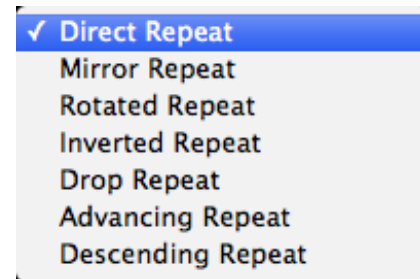 ✓ Direct Repeat
Mirror Repeat
Rotated Repeat
Inverted Repeat
Drop Repeat
Advancing Repeat
Descending Repeat